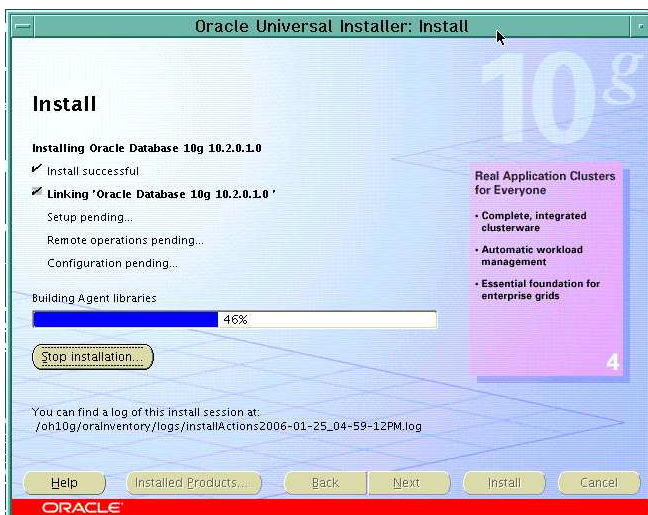 Oracle Universal Installer: Install
10g
Install
Installing Oracle Database 10g 10.2.0.1.0
Install successful
Linking 'Oracle Database 10g 10.2.0.1.0 '
Setup pending...
Remote operations pending...
Configuration pending...
Real Application Clusters
for Everyone
• Complete, integrated
clusterware
• Automatic workload
management
• Essential foundation for
enterprise grids
4
Building Agent libraries
46%
Stop installation...
You can find a log of this install session at:
/oh10g/oraInventory/logs/installActions2006-01-25_04-59-12PM.log
Help
Installed Products...
Back
Next
Install
Cancel
ORACLE